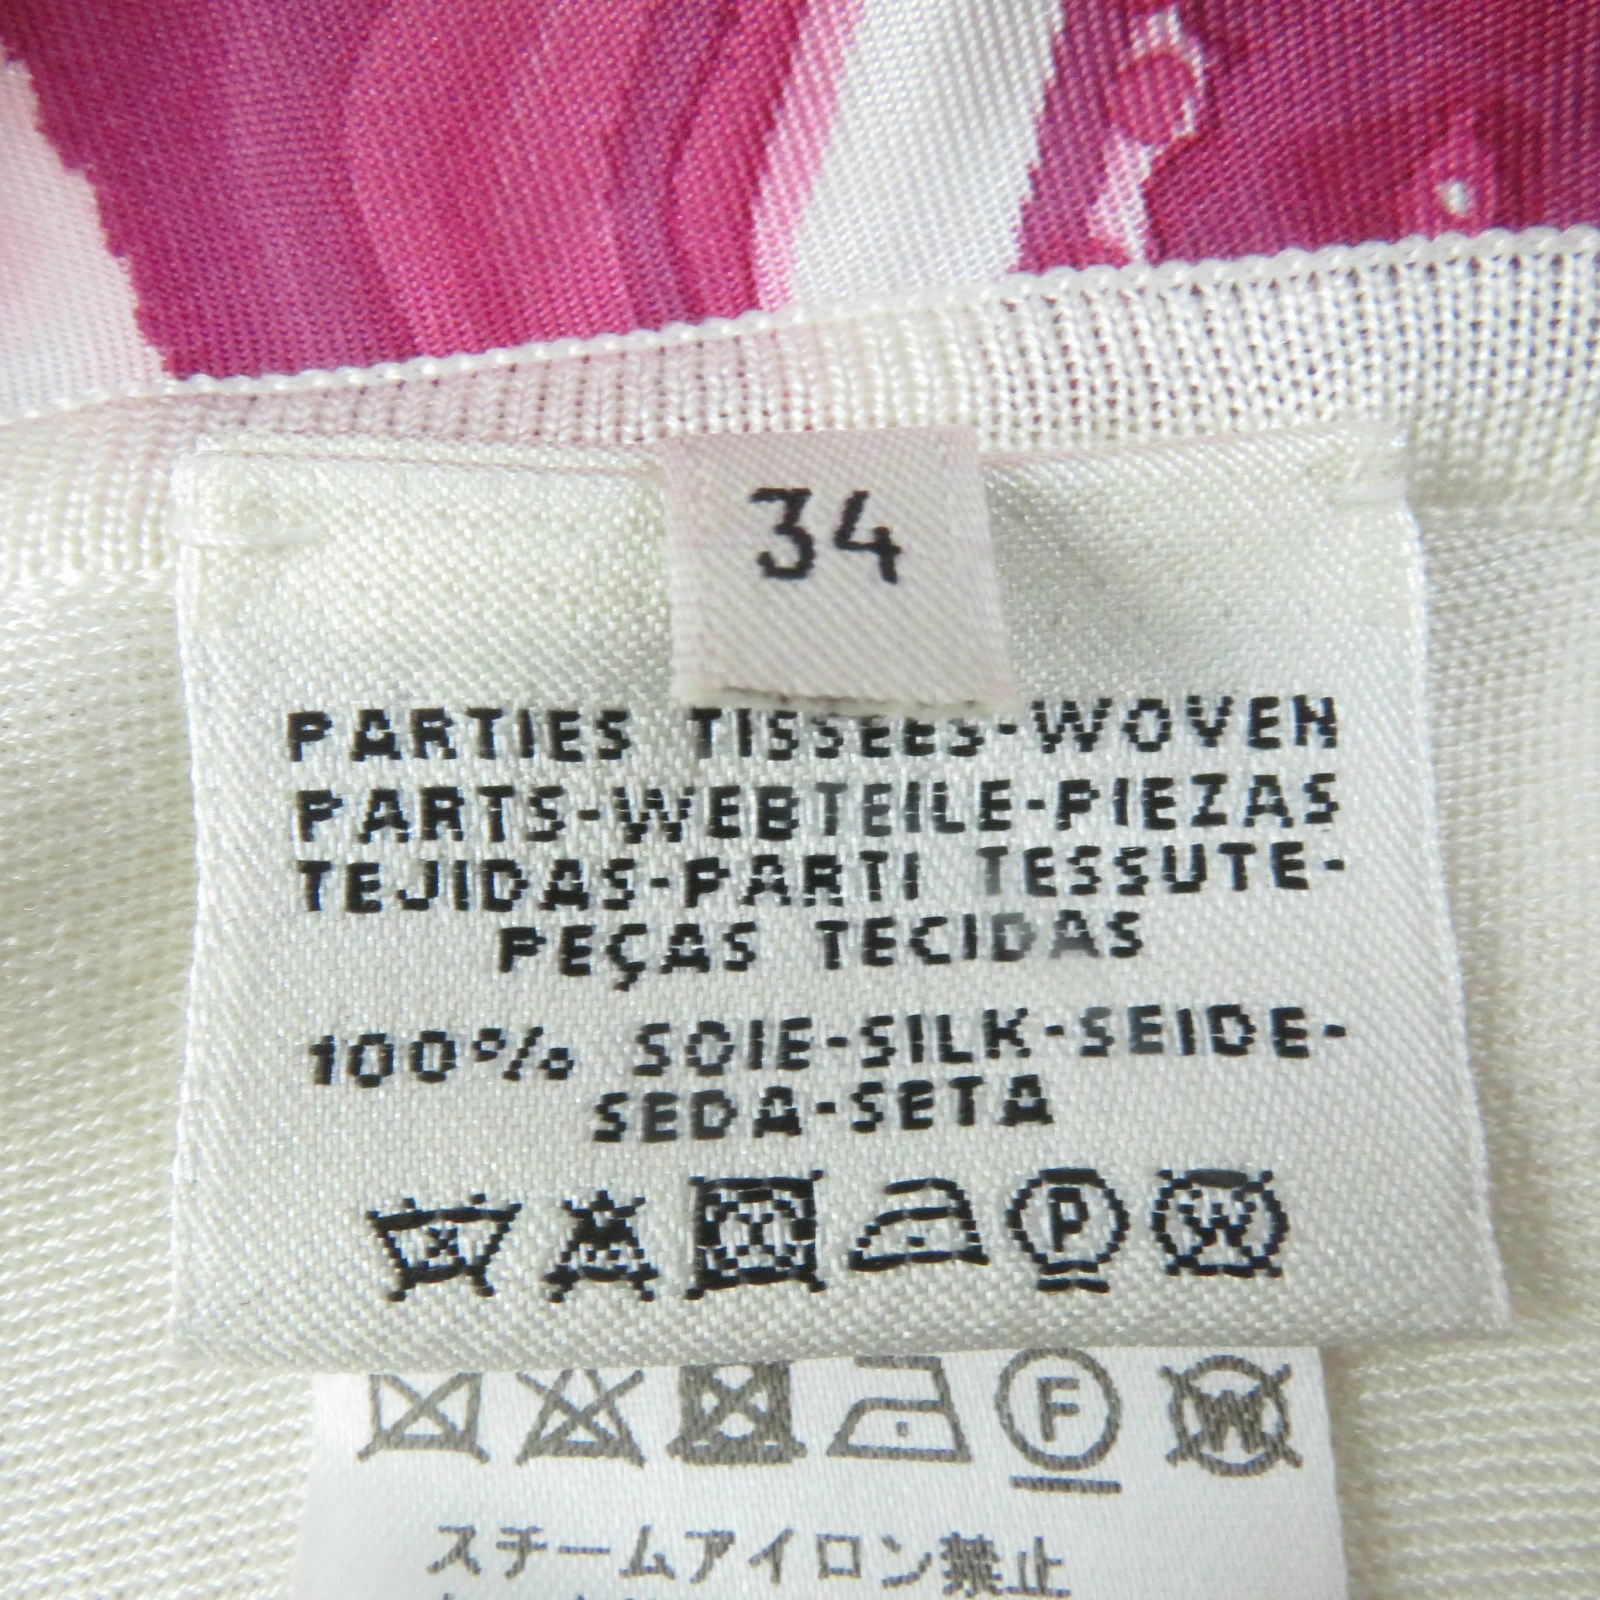 34
PARTIES TISSEES-WOVEN
PARTS-WEBTEILE-PIEZAS
TEJIDAS-PARTI TESSUTE-
PEÇAS TECIDAS
100% SOIE-SILK-SEIDE-
SEDA-SETA
P W
F W
スチームアイロン禁止